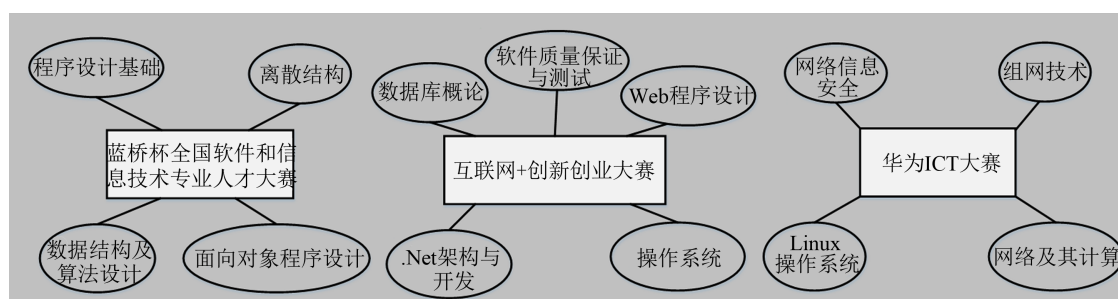 程序设计基础
离散结构
蓝桥杯全国软件和信
息技术专业人才大赛
数据结构及
算法设计
面向对象程序设计
数据库概论
软件质量保证
与测试
Web程序设计
互联网+创新创业大赛
.Net架构与
开发
操作系统
网络信息
安全
组网技术
华为ICT大赛
Linux
操作系统
网络及其计算